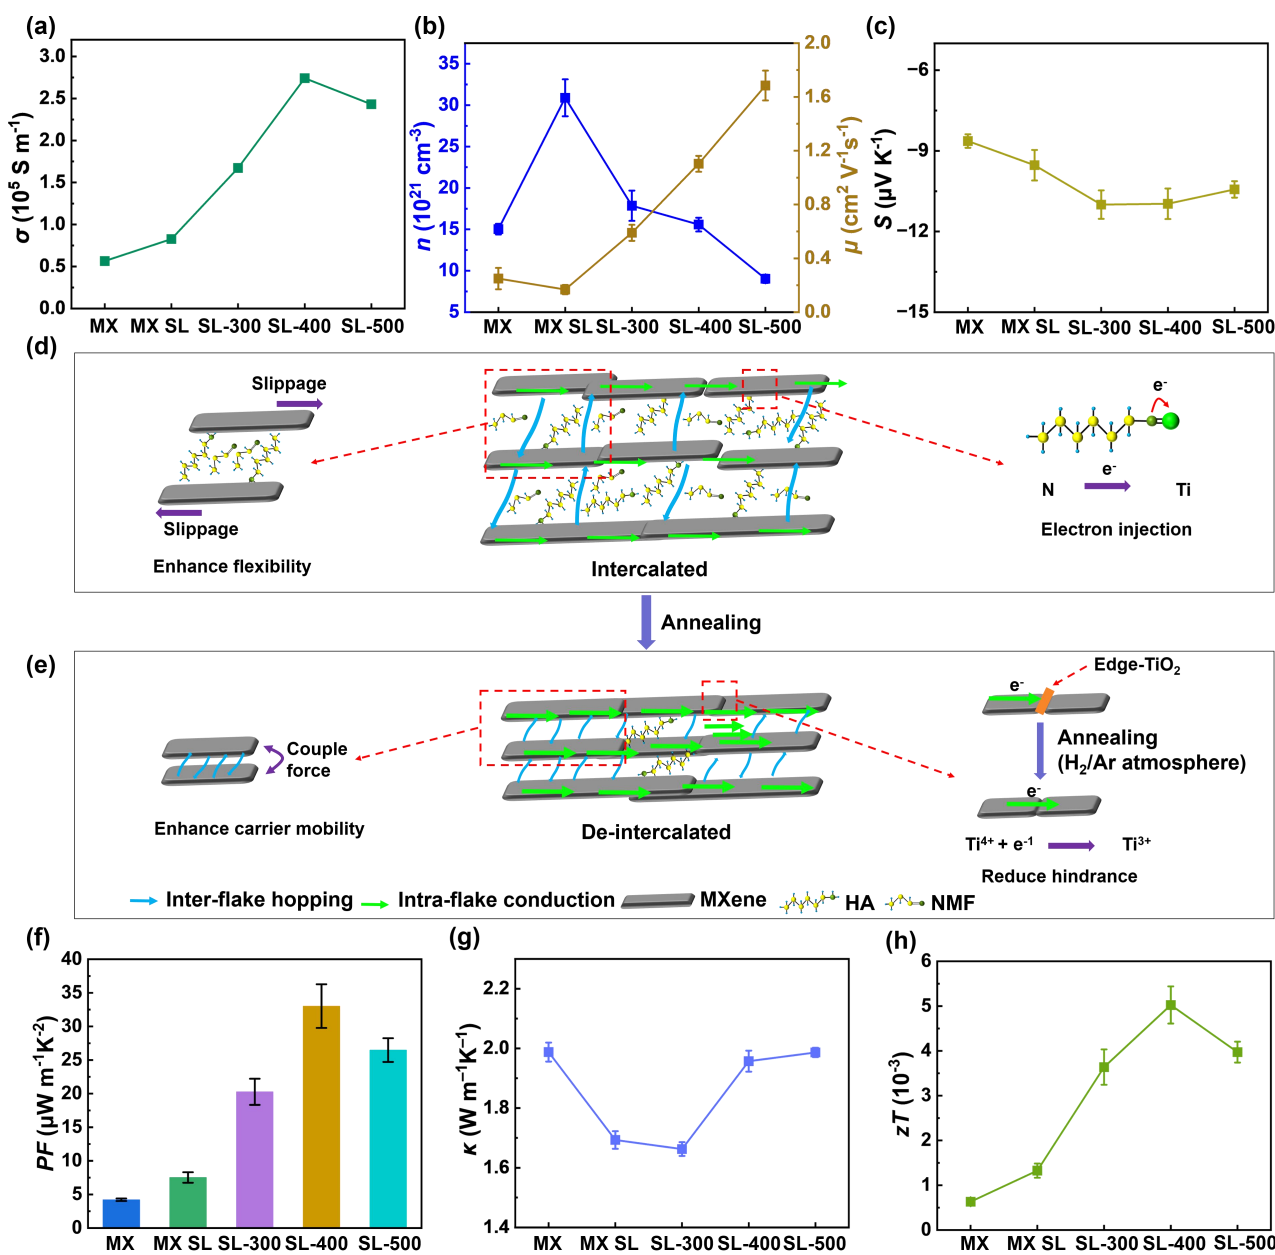 (a)
3.0
2.5
2.0
1.5
1.0
0.5
0.0
σ (10⁵ S m⁻¹)
MX MX SL SL-300 SL-400 SL-500
(b)
35
30
25
20
15
10
5
n (10²¹ cm⁻³)
2.0
1.6
1.2
0.8
0.4
0.0
μ (cm² V⁻¹s⁻¹)
MX MX SL SL-300 SL-400 SL-500
(c)
−6
−9
−12
−15
S (μV K⁻¹)
MX MX SL SL-300 SL-400 SL-500
(d)
Slippage
Slippage
Enhance flexibility
Intercalated
e⁻
e⁻
N Ti
Electron injection
Annealing
(e)
Couple
force
Enhance carrier mobility
De-intercalated
Edge-TiO₂
e⁻
Annealing
(H₂/Ar atmosphere)
e⁻
Ti⁴⁺ + e⁻¹ Ti³⁺
Reduce hindrance
Inter-flake hopping Intra-flake conduction MXene HA NMF
(f)
40
35
30
25
20
15
10
5
0
PF (μW m⁻¹K⁻²)
MX MX SL SL-300 SL-400 SL-500
(g)
2.2
2.0
1.8
1.6
1.4
κ (W m⁻¹K⁻¹)
MX MX SL SL-300 SL-400 SL-500
(h)
6
5
4
3
2
1
0
zT (10⁻³)
MX MX SL SL-300 SL-400 SL-500